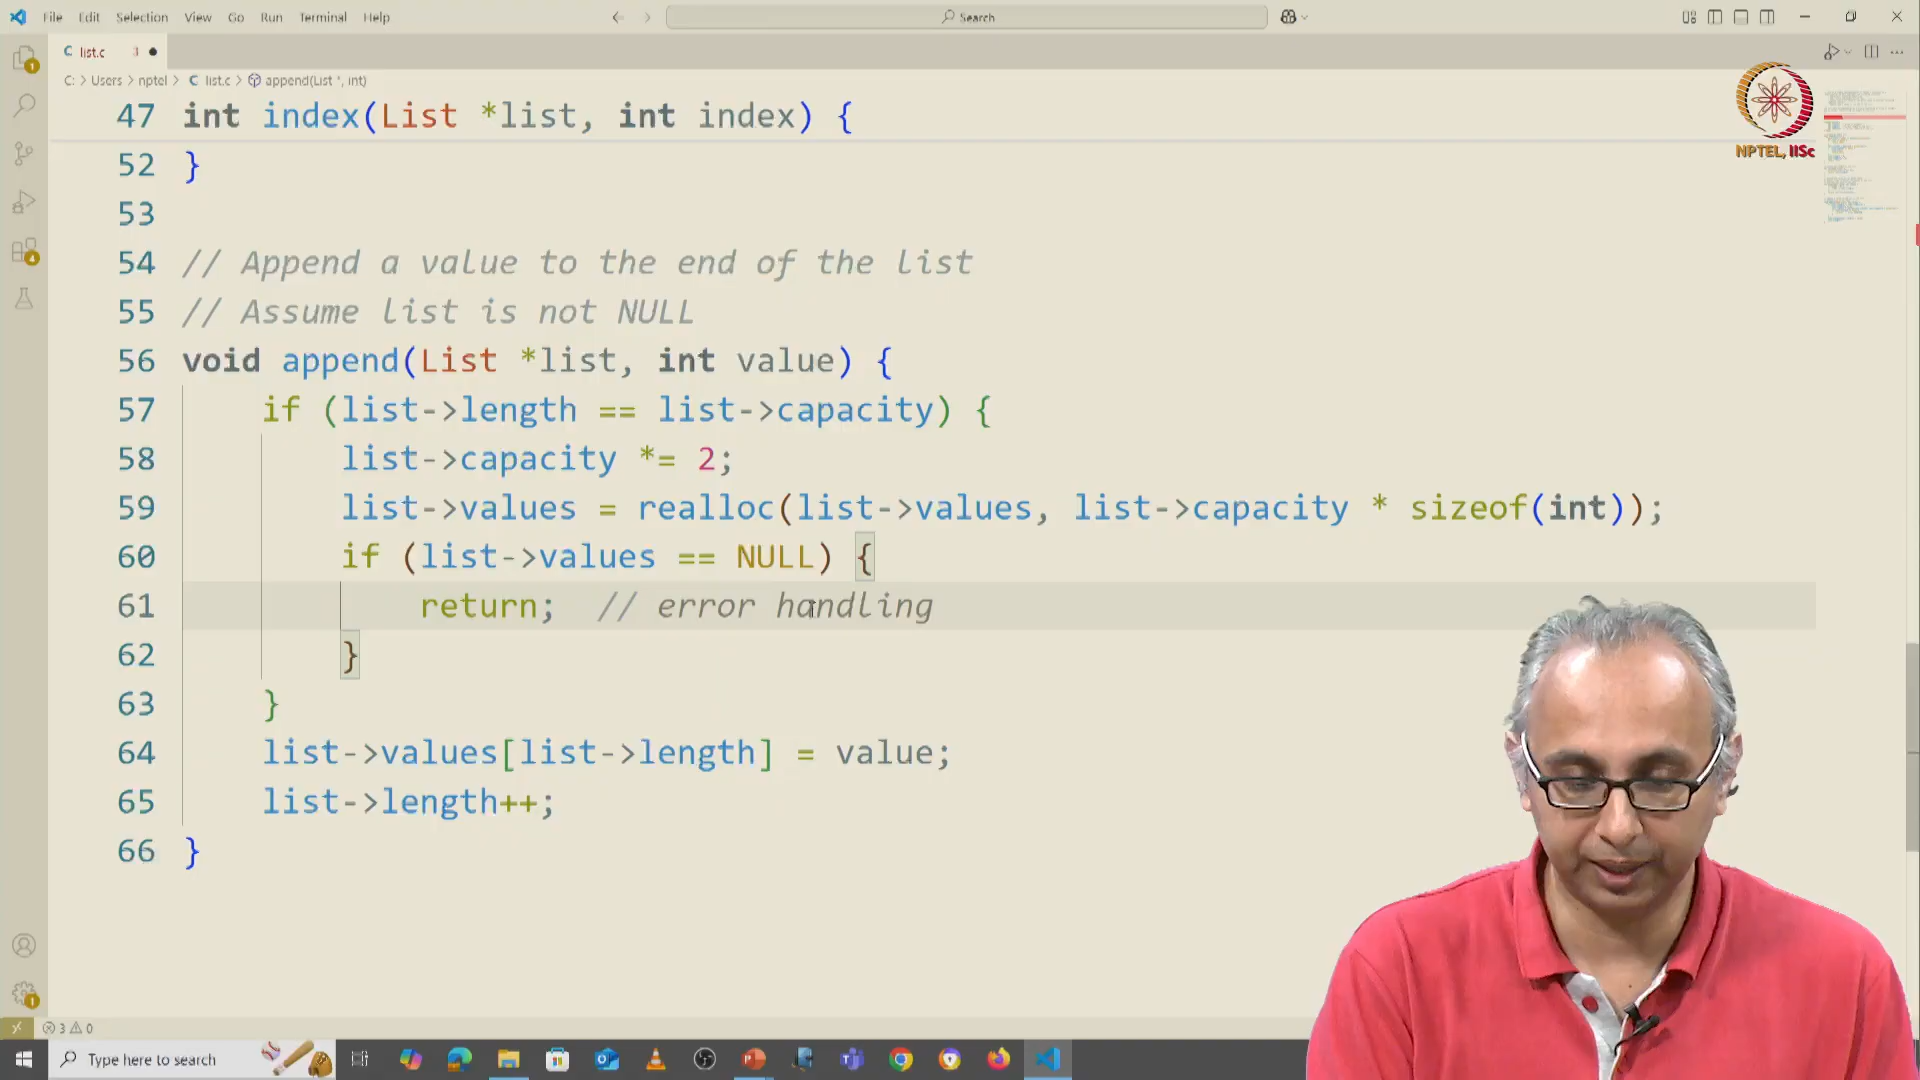 File Edit Selection View Go Run Terminal Help
Search
list.c 3
C: > Users > nptel > C list.c > append(List *, int)
NPTEL, IISc
47 int index(List *list, int index) {
52 }
53
54 // Append a value to the end of the list
55 // Assume list is not NULL
56 void append(List *list, int value) {
57 if (list->length == list->capacity) {
58 list->capacity *= 2;
59 list->values = realloc(list->values, list->capacity * sizeof(int));
60 if (list->values == NULL) {
61 return; // error handling
62 }
63 }
64 list->values[list->length] = value;
65 list->length++;
66 }
3 0
Type here to search